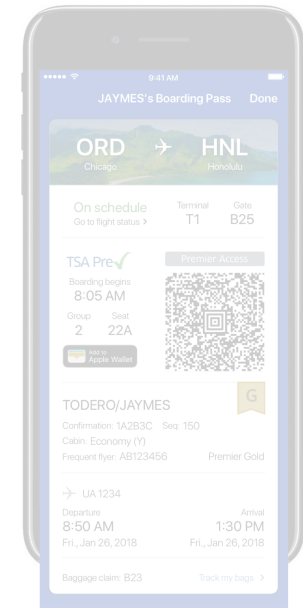 9:41 AM
JAYMES's Boarding Pass Done
ORD HNL
Chicago Honolulu
On schedule
Go to flight status >
Terminal Gate
T1 B25
TSA Pre✓
Premier Access
Boarding begins
8:05 AM
Group Seat
2 22A
Add to
Apple Wallet
TODERO/JAYMES
G
Confirmation: 1A2B3C Seq: 150
Cabin: Economy (Y)
Frequent flyer: AB123456 Premier Gold
UA 1234
Departure Arrival
8:50 AM 1:30 PM
Fri., Jan 26, 2018 Fri., Jan 26, 2018
Baggage claim: B23 Track my bags >